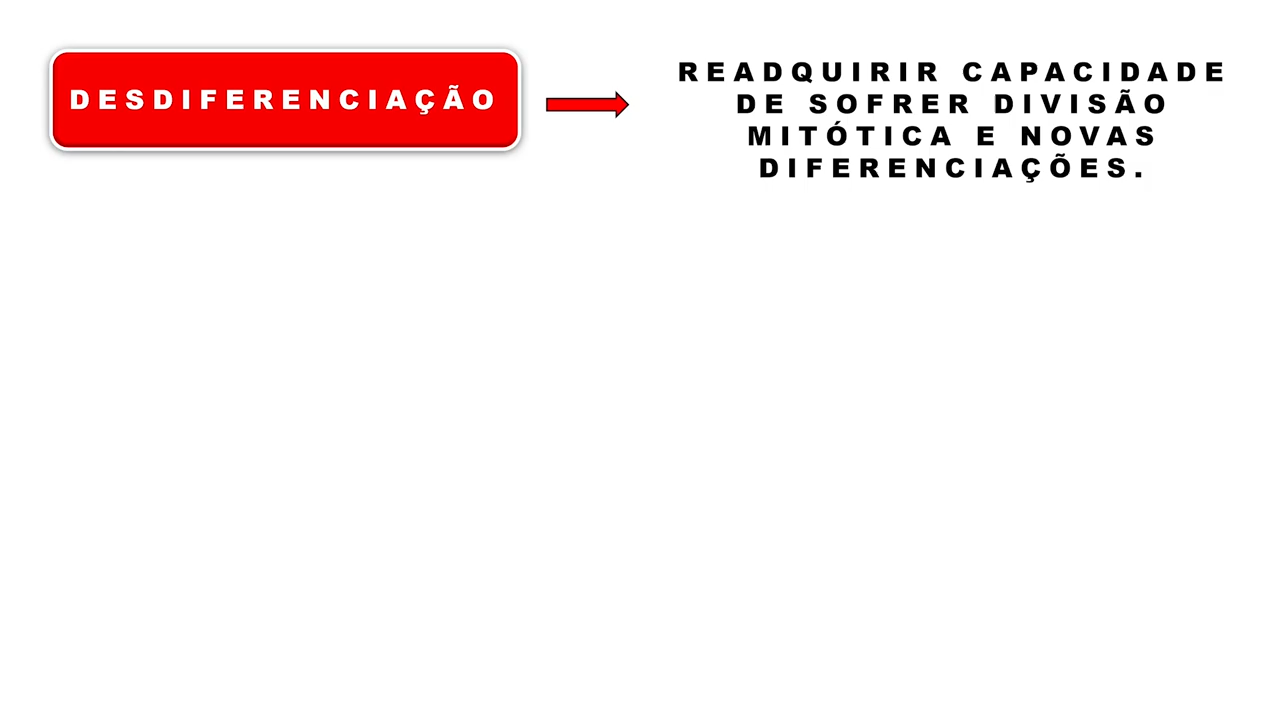 DESDIFERENCIAÇÃO
READQUIRIR CAPACIDADE
DE SOFRER DIVISÃO
MITÓTICA E NOVAS
DIFERENCIAÇÕES.